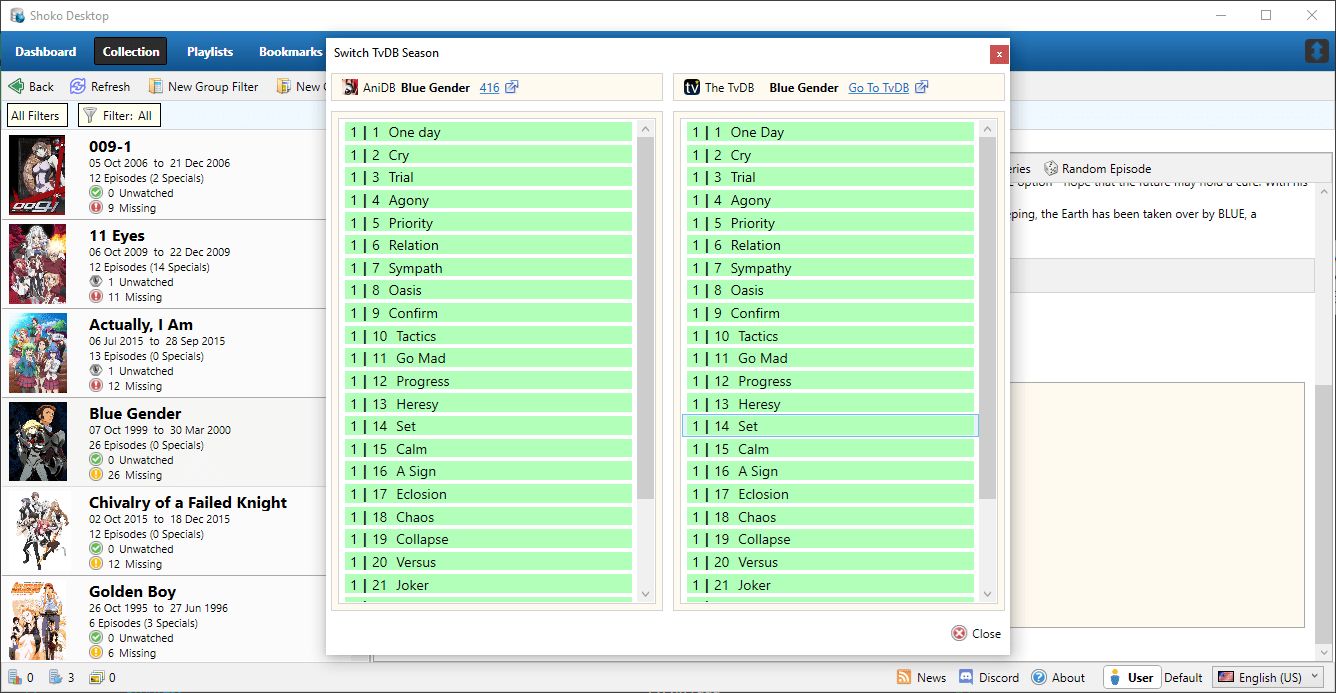 Shoko Desktop
Dashboard Collection Playlists Bookmarks
Back Refresh New Group Filter New
All Filters Filter: All
009-1
05 Oct 2006 to 21 Dec 2006
12 Episodes (2 Specials)
0 Unwatched
9 Missing
11 Eyes
06 Oct 2009 to 22 Dec 2009
12 Episodes (14 Specials)
1 Unwatched
11 Missing
Actually, I Am
06 Jul 2015 to 28 Sep 2015
13 Episodes (0 Specials)
1 Unwatched
12 Missing
Blue Gender
07 Oct 1999 to 30 Mar 2000
26 Episodes (0 Specials)
0 Unwatched
26 Missing
Chivalry of a Failed Knight
02 Oct 2015 to 18 Dec 2015
12 Episodes (0 Specials)
0 Unwatched
12 Missing
Golden Boy
26 Oct 1995 to 27 Jun 1996
6 Episodes (3 Specials)
0 Unwatched
6 Missing
Switch TvDB Season
x
AniDB Blue Gender 416
1 | 1 One day
1 | 2 Cry
1 | 3 Trial
1 | 4 Agony
1 | 5 Priority
1 | 6 Relation
1 | 7 Sympath
1 | 8 Oasis
1 | 9 Confirm
1 | 10 Tactics
1 | 11 Go Mad
1 | 12 Progress
1 | 13 Heresy
1 | 14 Set
1 | 15 Calm
1 | 16 A Sign
1 | 17 Eclosion
1 | 18 Chaos
1 | 19 Collapse
1 | 20 Versus
1 | 21 Joker
tv The TvDB Blue Gender Go To TvDB
1 | 1 One Day
1 | 2 Cry
1 | 3 Trial
1 | 4 Agony
1 | 5 Priority
1 | 6 Relation
1 | 7 Sympathy
1 | 8 Oasis
1 | 9 Confirm
1 | 10 Tactics
1 | 11 Go Mad
1 | 12 Progress
1 | 13 Heresy
1 | 14 Set
1 | 15 Calm
1 | 16 A Sign
1 | 17 Eclosion
1 | 18 Chaos
1 | 19 Collapse
1 | 20 Versus
1 | 21 Joker
Close
eries Random Episode
option - hope that the future may hold a cure. With his
eping, the Earth has been taken over by BLUE, a
0 3 0
News Discord About User Default English (US)